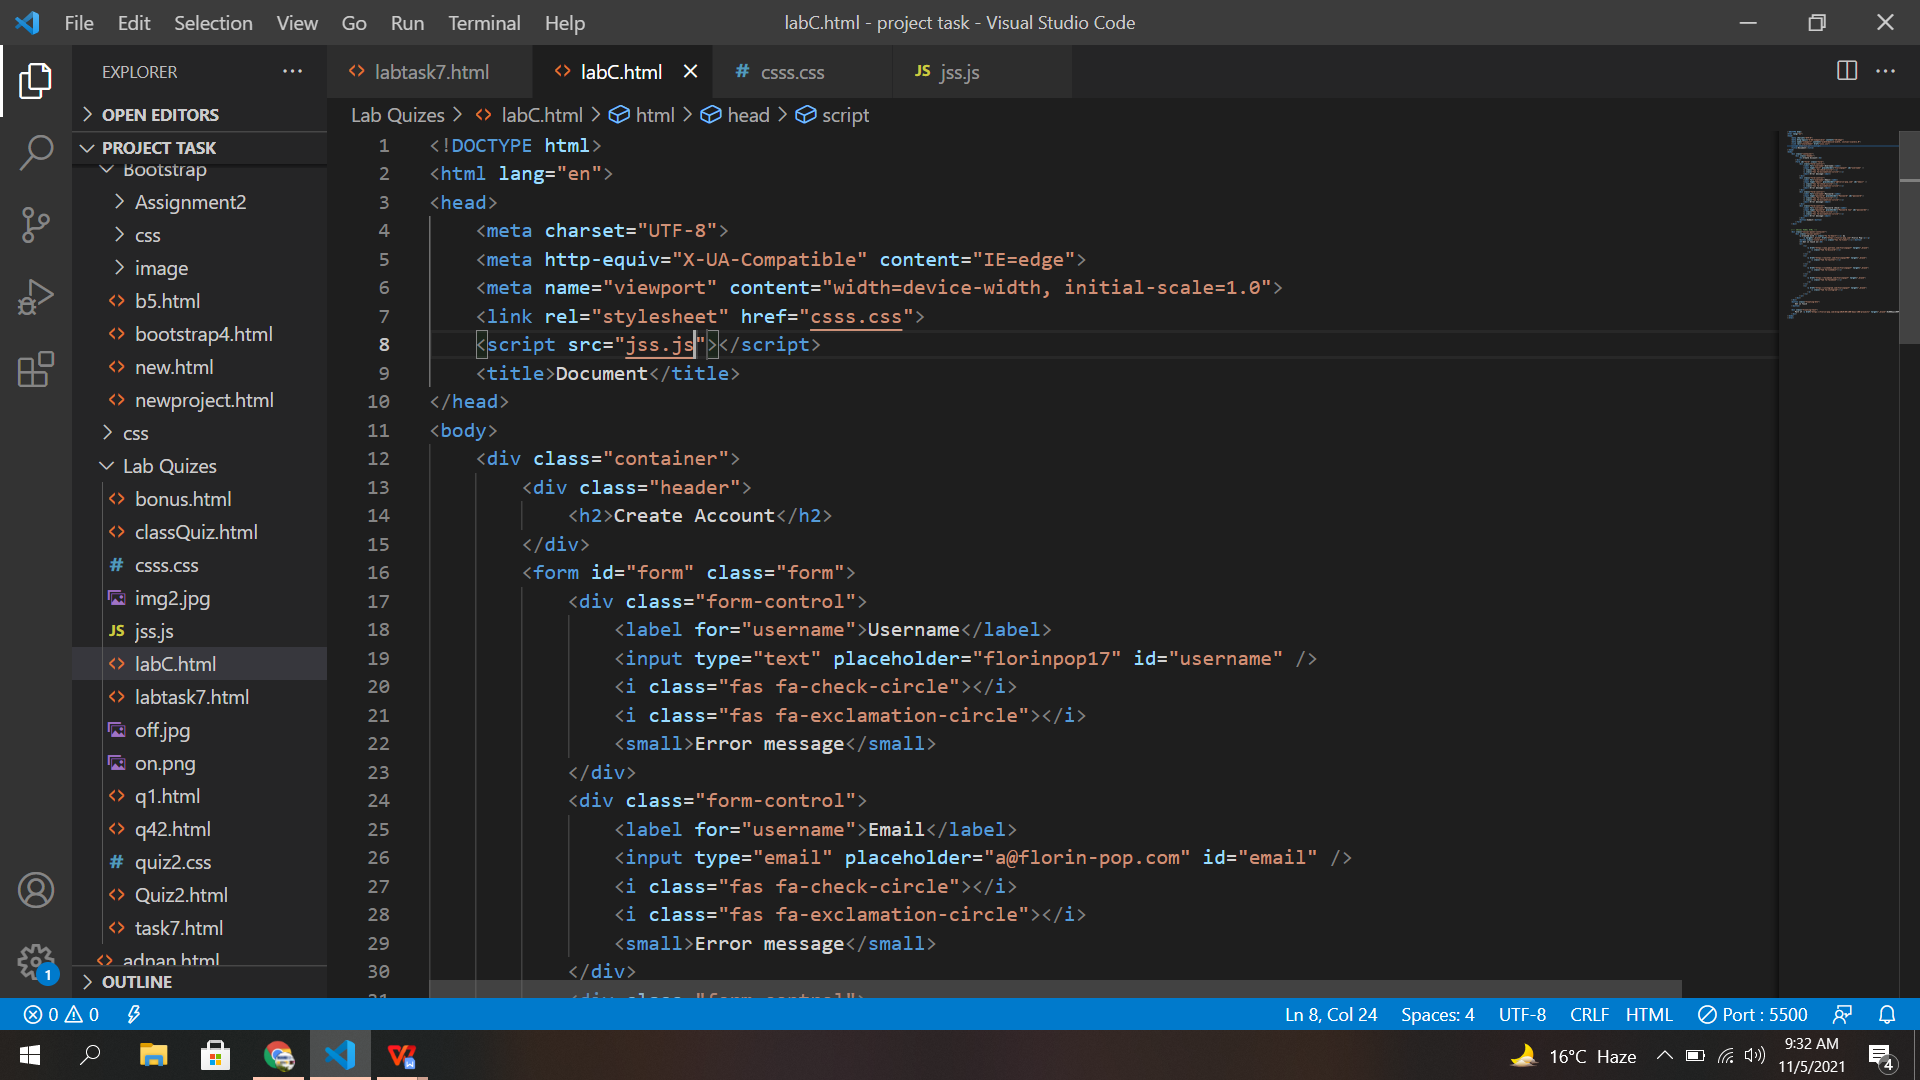 File Edit Selection View Go Run Terminal Help
labC.html - project task - Visual Studio Code
EXPLORER
labtask7.html
labC.html
# csss.css
JS jss.js
OPEN EDITORS
PROJECT TASK
Bootstrap
Assignment2
css
image
b5.html
bootstrap4.html
new.html
newproject.html
css
Lab Quizes
bonus.html
classQuiz.html
# csss.css
img2.jpg
JS jss.js
labC.html
labtask7.html
off.jpg
on.png
q1.html
q42.html
# quiz2.css
Quiz2.html
task7.html
adnan.html
OUTLINE
1
Lab Quizes > labC.html > html > head > script
1 <!DOCTYPE html>
2 <html lang="en">
3 <head>
4 <meta charset="UTF-8">
5 <meta http-equiv="X-UA-Compatible" content="IE=edge">
6 <meta name="viewport" content="width=device-width, initial-scale=1.0">
7 <link rel="stylesheet" href="csss.css">
8 <script src="jss.js"></script>
9 <title>Document</title>
10 </head>
11 <body>
12 <div class="container">
13 <div class="header">
14 <h2>Create Account</h2>
15 </div>
16 <form id="form" class="form">
17 <div class="form-control">
18 <label for="username">Username</label>
19 <input type="text" placeholder="florinpop17" id="username" />
20 <i class="fas fa-check-circle"></i>
21 <i class="fas fa-exclamation-circle"></i>
22 <small>Error message</small>
23 </div>
24 <div class="form-control">
25 <label for="username">Email</label>
26 <input type="email" placeholder="a@florin-pop.com" id="email" />
27 <i class="fas fa-check-circle"></i>
28 <i class="fas fa-exclamation-circle"></i>
29 <small>Error message</small>
30 </div>
31 <div class="form-control">
0 0
Ln 8, Col 24
Spaces: 4
UTF-8
CRLF
HTML
Port : 5500
16°C Haze
9:32 AM
11/5/2021
4